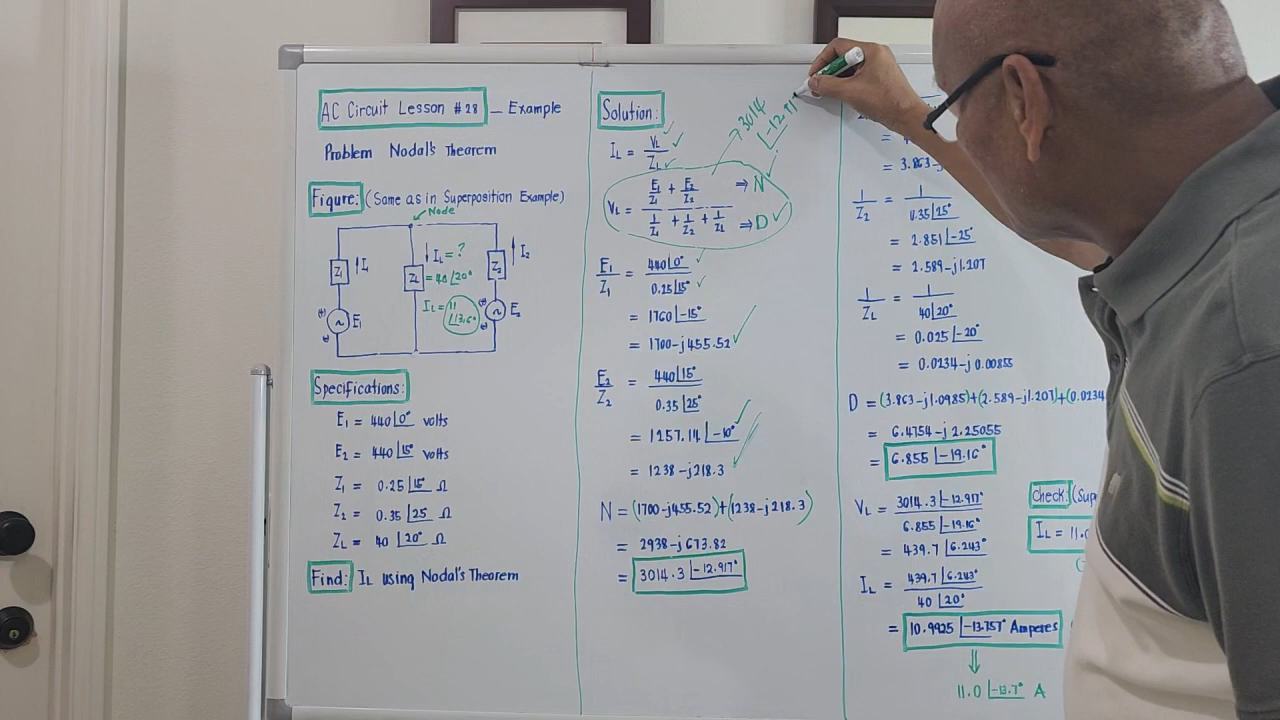 AC Circuit Lesson #28 - Example
Problem Nodal's Theorem
Figure: (Same as in Superposition Example)
Node
Z1
I1
IL = ?
ZL
= 40∠20°
IL = 11
∠13.6°
Z2
I2
(+)
~
E1
(+)
~
E2
Specifications:
E1 = 440∠0° volts
E2 = 440∠15° volts
Z1 = 0.25∠15° Ω
Z2 = 0.35∠25 Ω
ZL = 40∠20° Ω
Find: IL using Nodal's Theorem
Solution:
IL = VL/ZL
VL = (E1/Z1 + E2/Z2)/(1/Z1 + 1/Z2 + 1/ZL) ⇒ N ⇒ D
→ 3014
∠-12.91°
E1/Z1 = 440∠0°/0.25∠15°
= 1760∠-15°
= 1700-j455.52
E2/Z2 = 440∠15°/0.35∠25°
= 1257.14∠-10°
= 1238-j218.3
N = (1700-j455.52)+(1238-j218.3)
= 2938-j673.82
= 3014.3∠-12.917°
= 3.863-j
1/Z2 = 1/0.35∠25°
= 2.851∠-25°
= 2.589-j1.207
1/ZL = 1/40∠20°
= 0.025∠-20°
= 0.0234-j0.00855
D = (3.863-j1.0985)+(2.589-j1.207)+(0.0234
= 6.4754-j2.25055
= 6.855∠-19.16°
VL = 3014.3∠-12.917°/6.855∠-19.16°
= 439.7∠6.243°
IL = 439.7∠6.243°/40∠20°
= 10.9925∠-13.757° Amperes
⇓
11.0∠-13.7° A
Check: (Sup
IL = 11.0